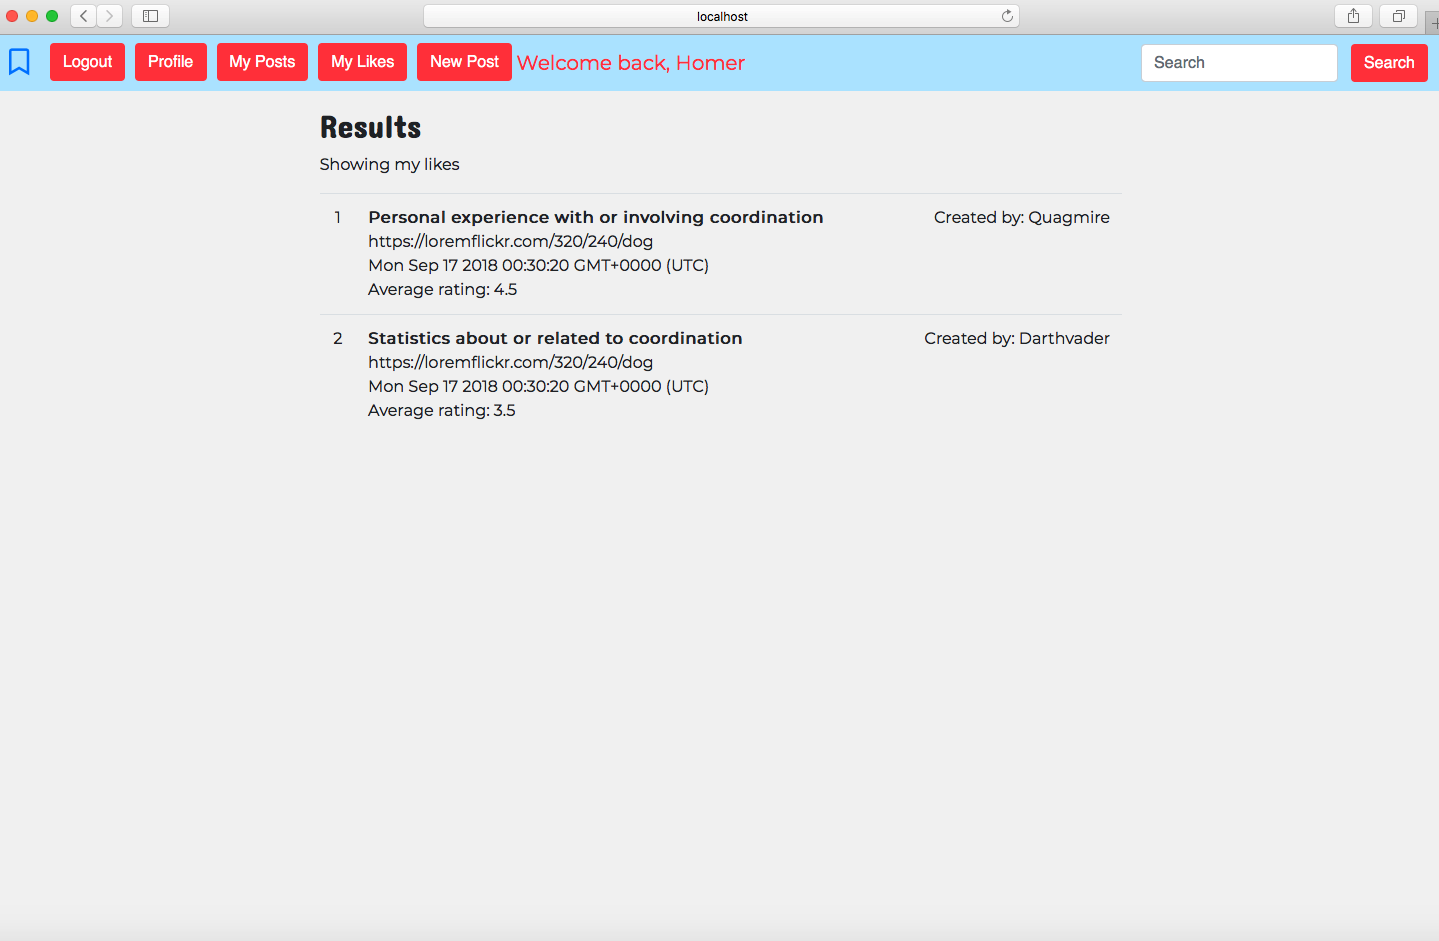 localhost
Logout Profile My Posts My Likes New Post Welcome back, Homer Search Search
Results
Showing my likes
1 Personal experience with or involving coordination Created by: Quagmire
https://loremflickr.com/320/240/dog
Mon Sep 17 2018 00:30:20 GMT+0000 (UTC)
Average rating: 4.5
2 Statistics about or related to coordination Created by: Darthvader
https://loremflickr.com/320/240/dog
Mon Sep 17 2018 00:30:20 GMT+0000 (UTC)
Average rating: 3.5